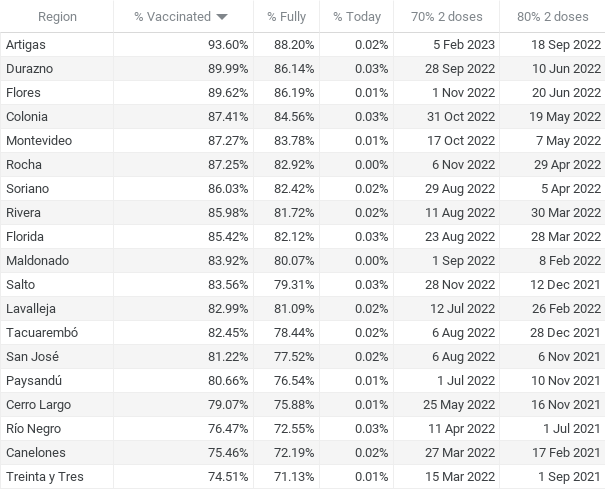 Region % Vaccinated % Fully % Today 70% 2 doses 80% 2 doses
Artigas 93.60% 88.20% 0.02% 5 Feb 2023 18 Sep 2022
Durazno 89.99% 86.14% 0.03% 28 Sep 2022 10 Jun 2022
Flores 89.62% 86.19% 0.01% 1 Nov 2022 20 Jun 2022
Colonia 87.41% 84.56% 0.03% 31 Oct 2022 19 May 2022
Montevideo 87.27% 83.78% 0.01% 17 Oct 2022 7 May 2022
Rocha 87.25% 82.92% 0.00% 6 Nov 2022 29 Apr 2022
Soriano 86.03% 82.42% 0.02% 29 Aug 2022 5 Apr 2022
Rivera 85.98% 81.72% 0.02% 11 Aug 2022 30 Mar 2022
Florida 85.42% 82.12% 0.03% 23 Aug 2022 28 Mar 2022
Maldonado 83.92% 80.07% 0.00% 1 Sep 2022 8 Feb 2022
Salto 83.56% 79.31% 0.03% 28 Nov 2022 12 Dec 2021
Lavalleja 82.99% 81.09% 0.02% 12 Jul 2022 26 Feb 2022
Tacuarembó 82.45% 78.44% 0.02% 6 Aug 2022 28 Dec 2021
San José 81.22% 77.52% 0.02% 6 Aug 2022 6 Nov 2021
Paysandú 80.66% 76.54% 0.01% 1 Jul 2022 10 Nov 2021
Cerro Largo 79.07% 75.88% 0.01% 25 May 2022 16 Nov 2021
Río Negro 76.47% 72.55% 0.03% 11 Apr 2022 1 Jul 2021
Canelones 75.46% 72.19% 0.02% 27 Mar 2022 17 Feb 2021
Treinta y Tres 74.51% 71.13% 0.01% 15 Mar 2022 1 Sep 2021